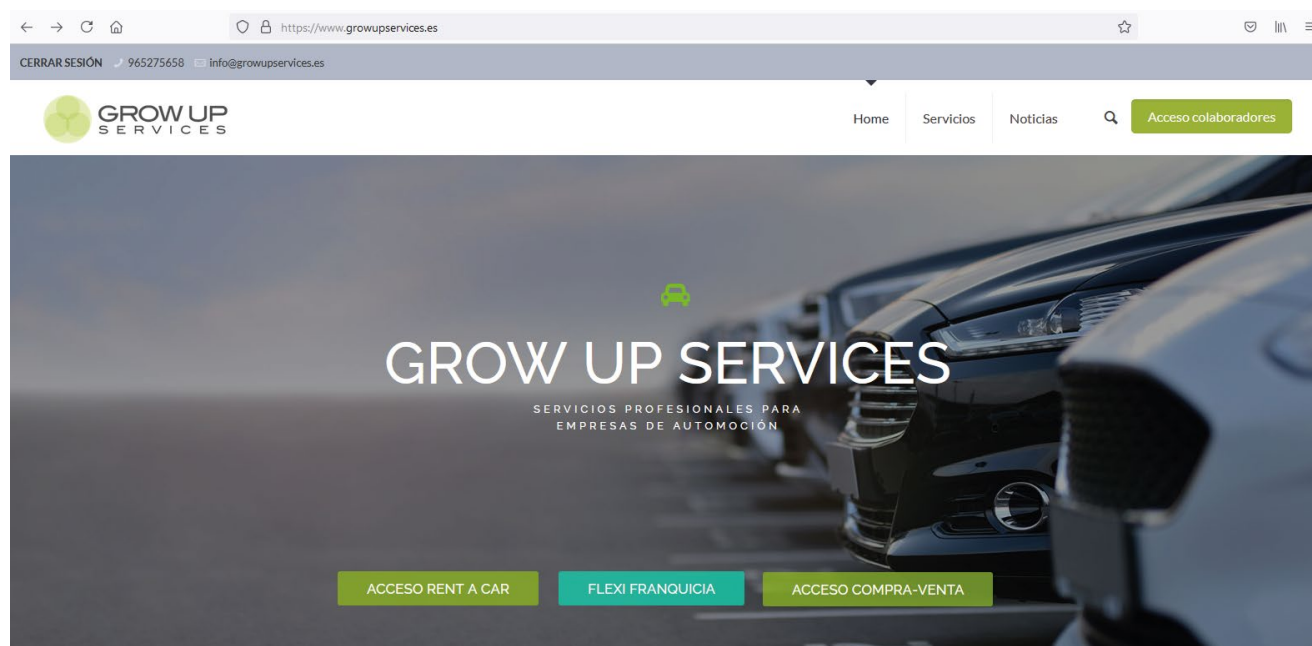 https://www.growupservices.es
CERRAR SESIÓN 965275658 info@growupservices.es
GROW UP
SERVICES
Home Servicios Noticias Acceso colaboradores
GROW UP SERVICES
SERVICIOS PROFESIONALES PARA
EMPRESAS DE AUTOMOCIÓN
ACCESO RENT A CAR FLEXI FRANQUICIA ACCESO COMPRA-VENTA